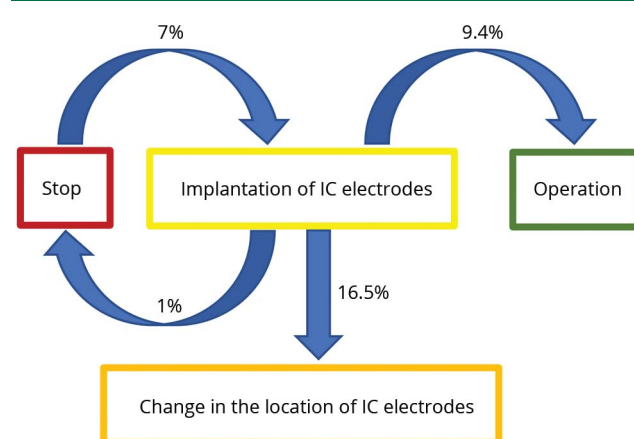 7%
9.4%
Stop
Implantation of IC electrodes
Operation
1%
16.5%
Change in the location of IC electrodes